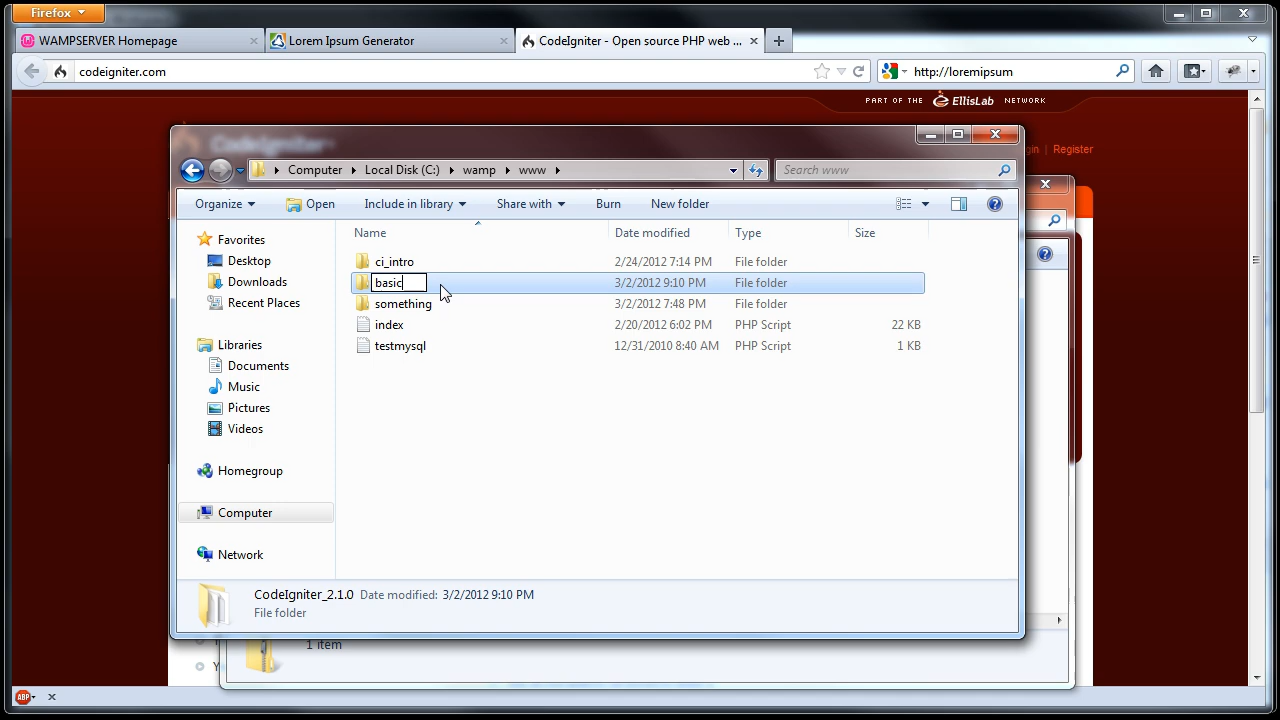 Firefox
WAMPSERVER Homepage
Lorem Ipsum Generator
CodeIgniter - Open source PHP web ...
codeigniter.com
http://loremipsum
PART OF THE EllisLab NETWORK
CodeIgniter
gin | Register
Computer Local Disk (C:) wamp www
Search www
Organize Open Include in library Share with Burn New folder
Name Date modified Type Size
Favorites
Desktop
Downloads
Recent Places
Libraries
Documents
Music
Pictures
Videos
Homegroup
Computer
Network
ci_intro 2/24/2012 7:14 PM File folder
basic 3/2/2012 9:10 PM File folder
something 3/2/2012 7:48 PM File folder
index 2/20/2012 6:02 PM PHP Script 22 KB
testmysql 12/31/2010 8:40 AM PHP Script 1 KB
CodeIgniter_2.1.0 Date modified: 3/2/2012 9:10 PM
File folder
1 item
ABP